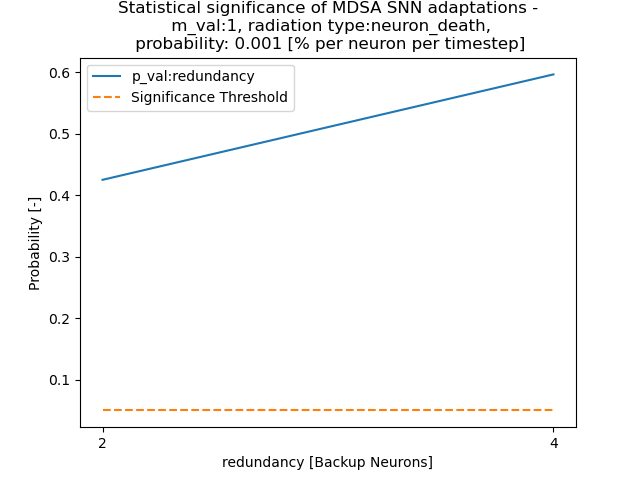 Statistical significance of MDSA SNN adaptations -
m_val:1, radiation type:neuron_death,
probability: 0.001 [% per neuron per timestep]
p_val:redundancy
Significance Threshold
0.6
0.5
0.4
0.3
0.2
0.1
Probability [-]
2
4
redundancy [Backup Neurons]